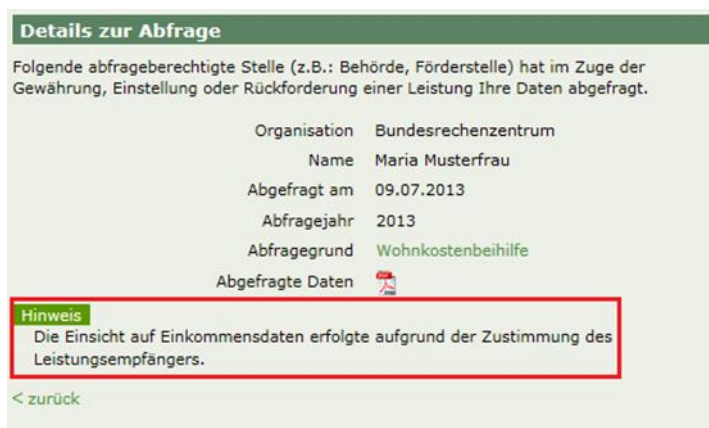 Details zur Abfrage
Folgende abfrageberechtigte Stelle (z.B.: Behörde, Förderstelle) hat im Zuge der
Gewährung, Einstellung oder Rückforderung einer Leistung Ihre Daten abgefragt.
Organisation Bundesrechenzentrum
Name Maria Musterfrau
Abgefragt am 09.07.2013
Abfragejahr 2013
Abfragegrund Wohnkostenbeihilfe
Abgefragte Daten
Hinweis
Die Einsicht auf Einkommensdaten erfolgte aufgrund der Zustimmung des
Leistungsempfängers.
< zurück